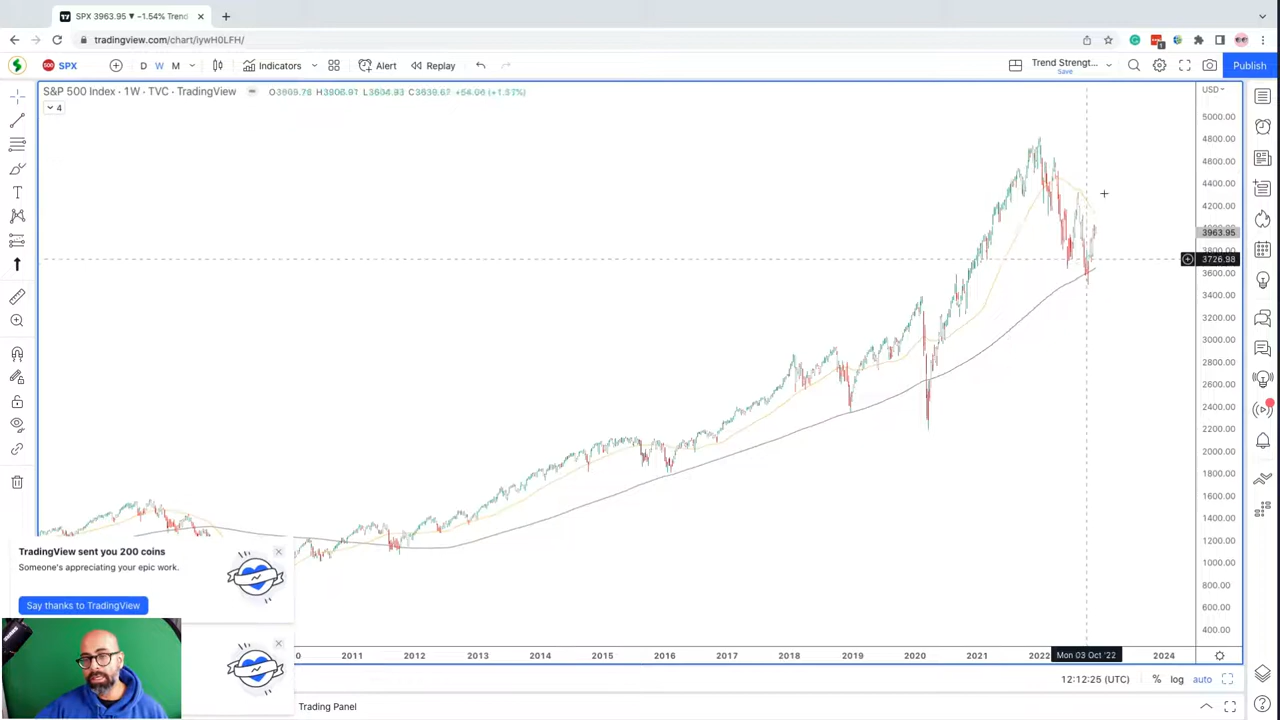 SPX 3963.95 ▼ −1.54% Trend
tradingview.com/chart/iywH0LFH/
SPX
D
W
M
Indicators
Alert
Replay
Trend Strengt...
Save
Publish
S&P 500 Index · 1W · TVC · TradingView
USD
4
5000.00
4800.00
4600.00
4400.00
4200.00
3963.95
3726.98
3600.00
3400.00
3200.00
3000.00
2800.00
2600.00
2400.00
2200.00
2000.00
1800.00
1600.00
1400.00
1200.00
1000.00
800.00
600.00
400.00
TradingView sent you 200 coins
Someone's appreciating your epic work.
Say thanks to TradingView
2011
2012
2013
2014
2015
2016
2017
2018
2019
2020
2021
2022
Mon 03 Oct '22
2024
12:12:25 (UTC)
%
log
auto
Trading Panel